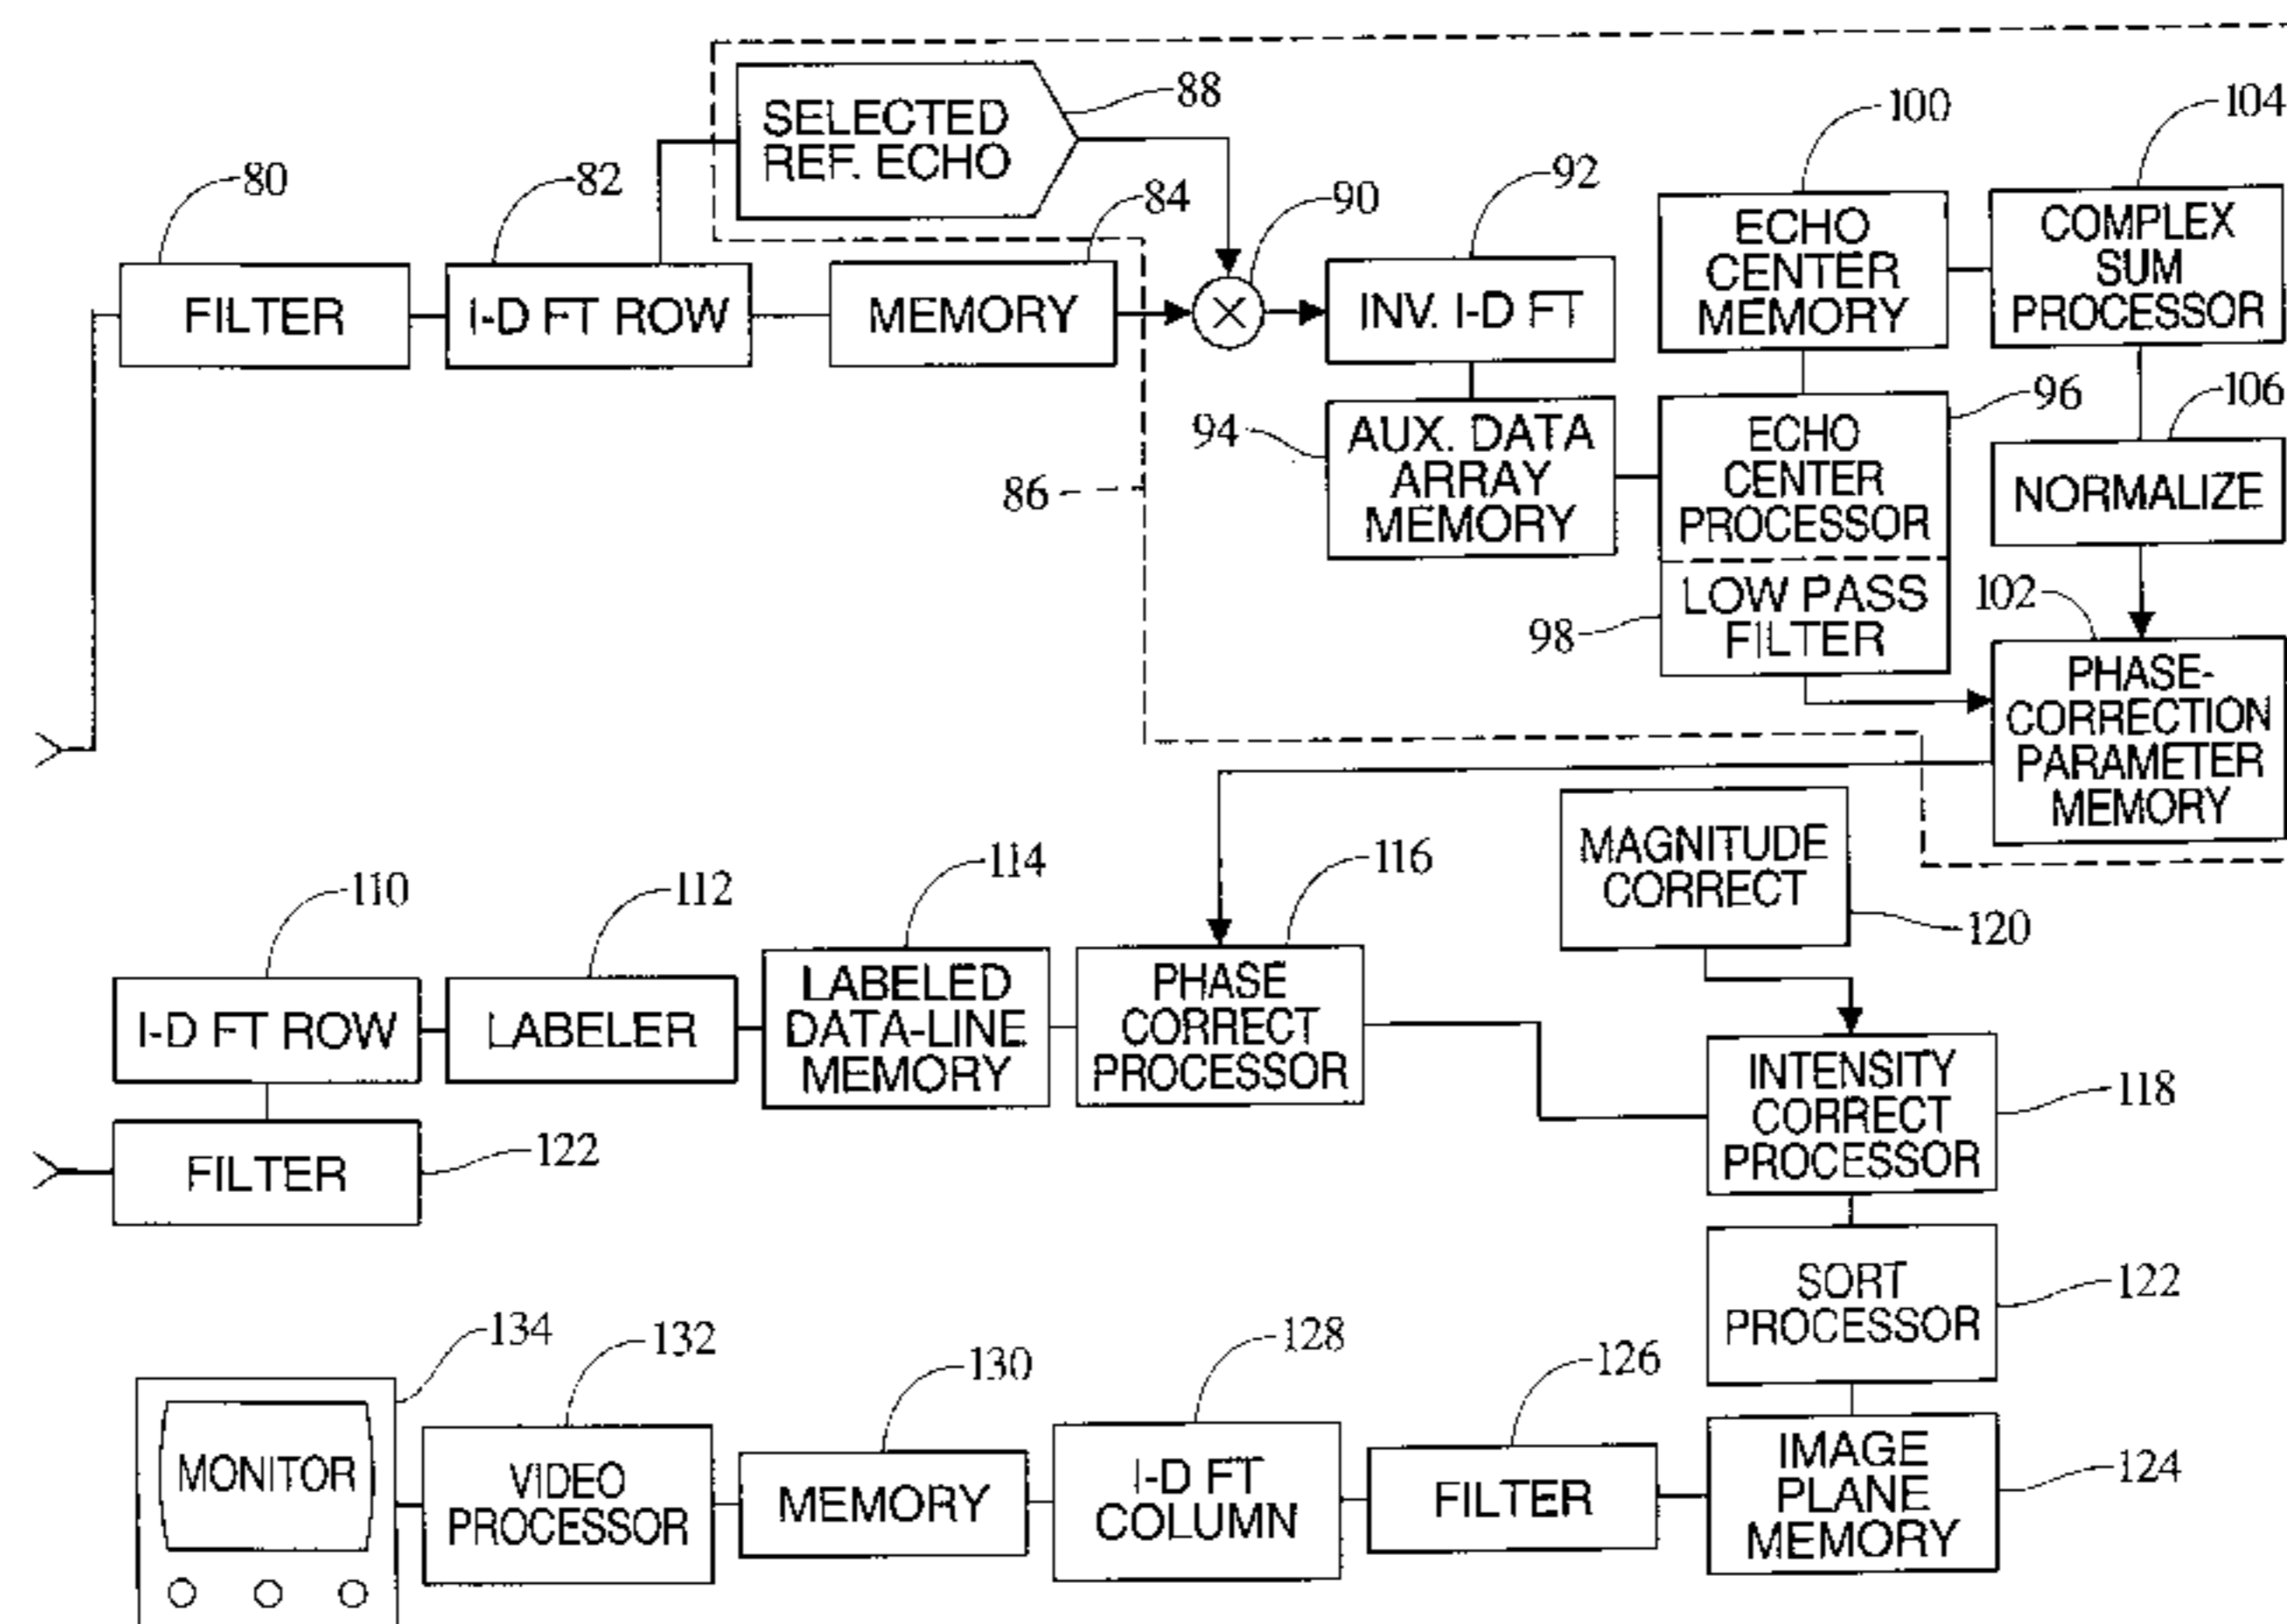 88
SELECTED
REF. ECHO
100
104
80
82
84
90
92
ECHO
CENTER
MEMORY
COMPLEX
SUM
PROCESSOR
FILTER
I-D FT ROW
MEMORY
INV. I-D FT
106
96
94
AUX. DATA
ARRAY
MEMORY
ECHO
CENTER
PROCESSOR
NORMALIZE
86
98
LOW PASS
FILTER
102
PHASE-
CORRECTION
PARAMETER
MEMORY
MAGNITUDE
CORRECT
120
110
112
114
116
I-D FT ROW
LABELER
LABELED
DATA-LINE
MEMORY
PHASE
CORRECT
PROCESSOR
INTENSITY
CORRECT
PROCESSOR
118
FILTER
122
SORT
PROCESSOR
122
134
132
130
128
126
MONITOR
VIDEO
PROCESSOR
MEMORY
I-D FT
COLUMN
FILTER
IMAGE
PLANE
MEMORY
124